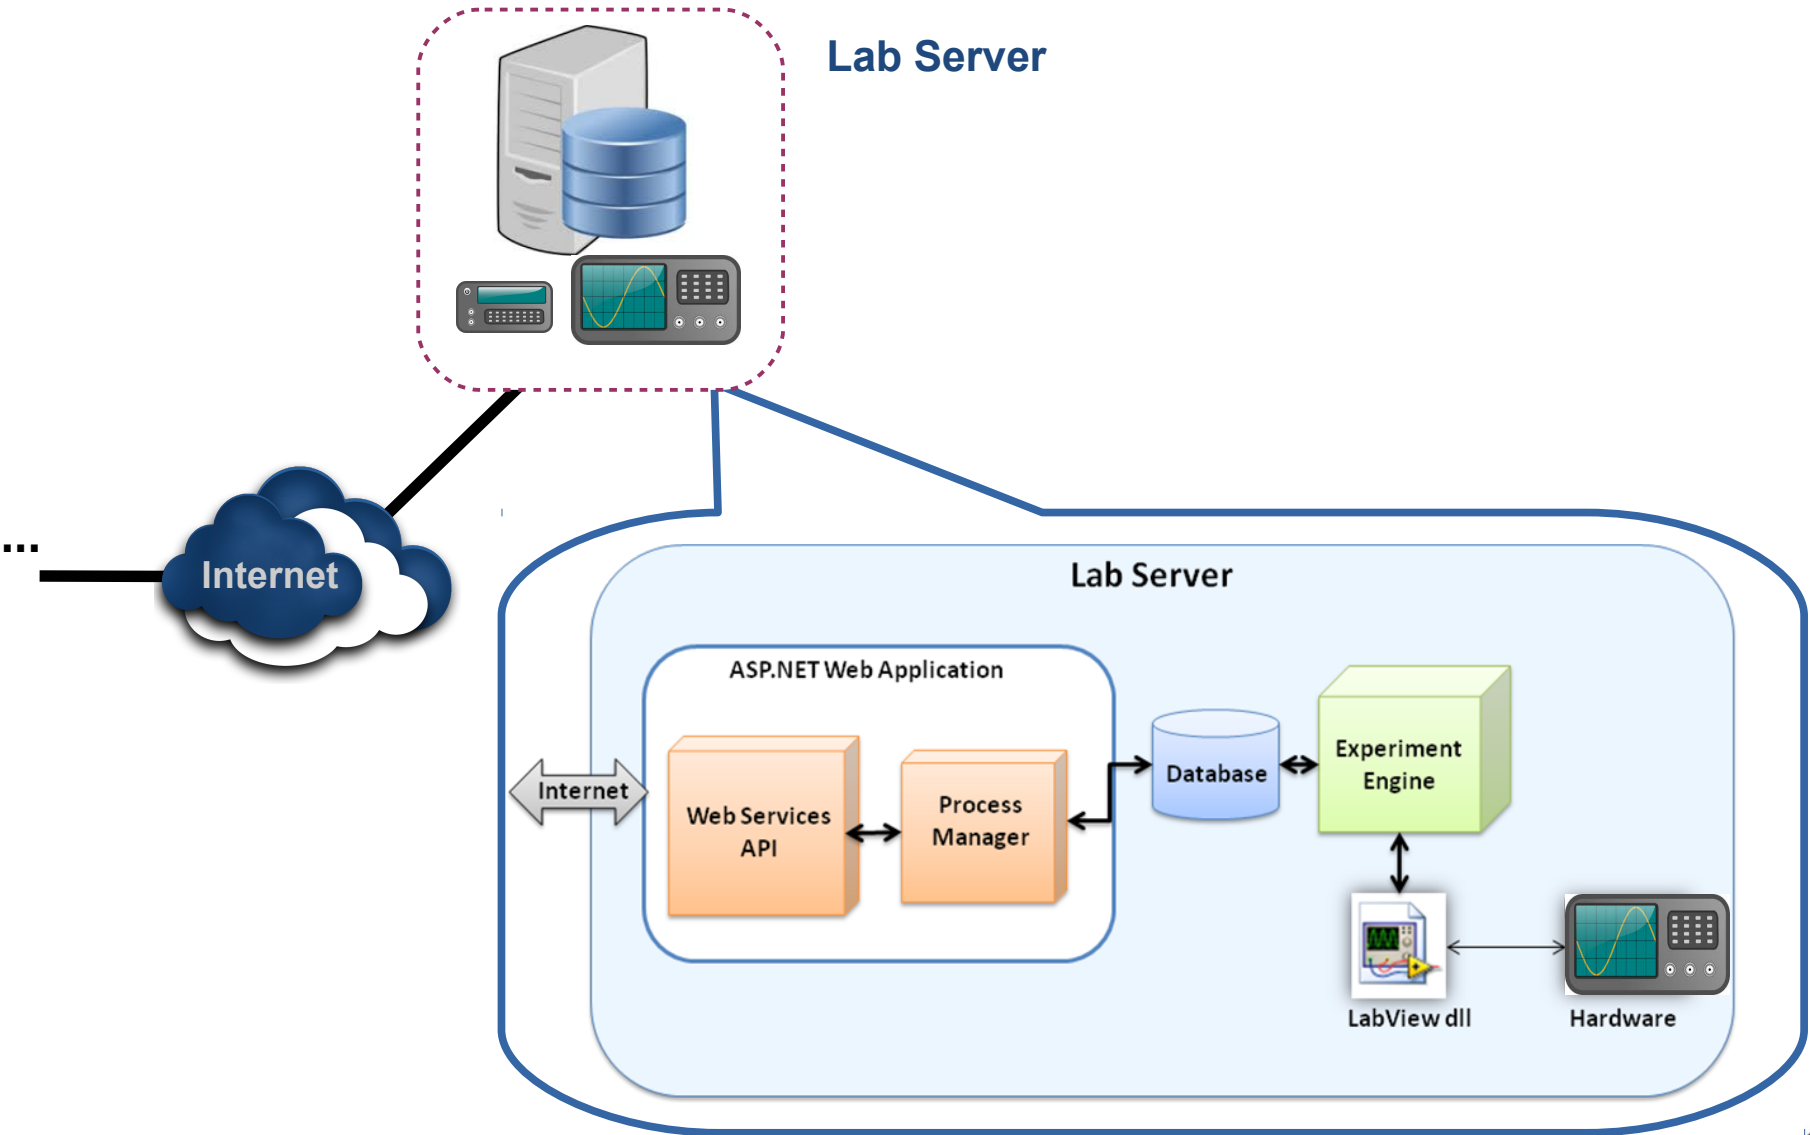 Lab Server
...
Internet
Lab Server
ASP.NET Web Application
Internet
Web Services
API
Process
Manager
Database
Experiment
Engine
LabView dll
Hardware